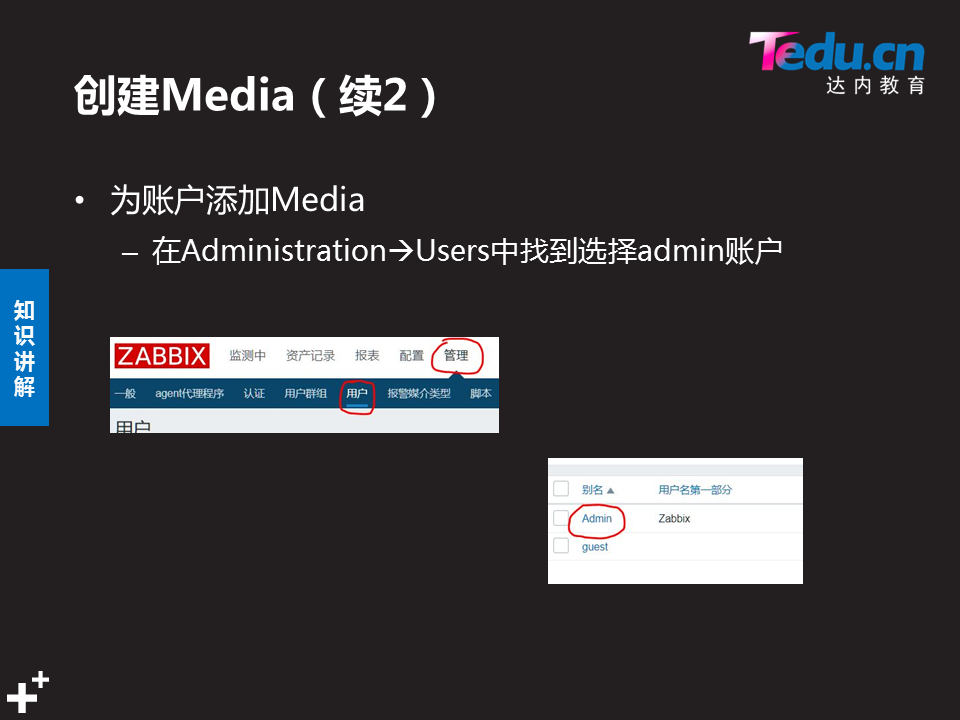 Tedu.cn
达内教育
创建Media（续2）
• 为账户添加Media
– 在Administration→Users中找到选择admin账户
知识讲解
ZABBIX 监测中 资产记录 报表 配置 管理
一般 agent代理程序 认证 用户群组 用户 报警媒介类型 脚本
用户
别名▲ 用户名第一部分
Admin Zabbix
guest